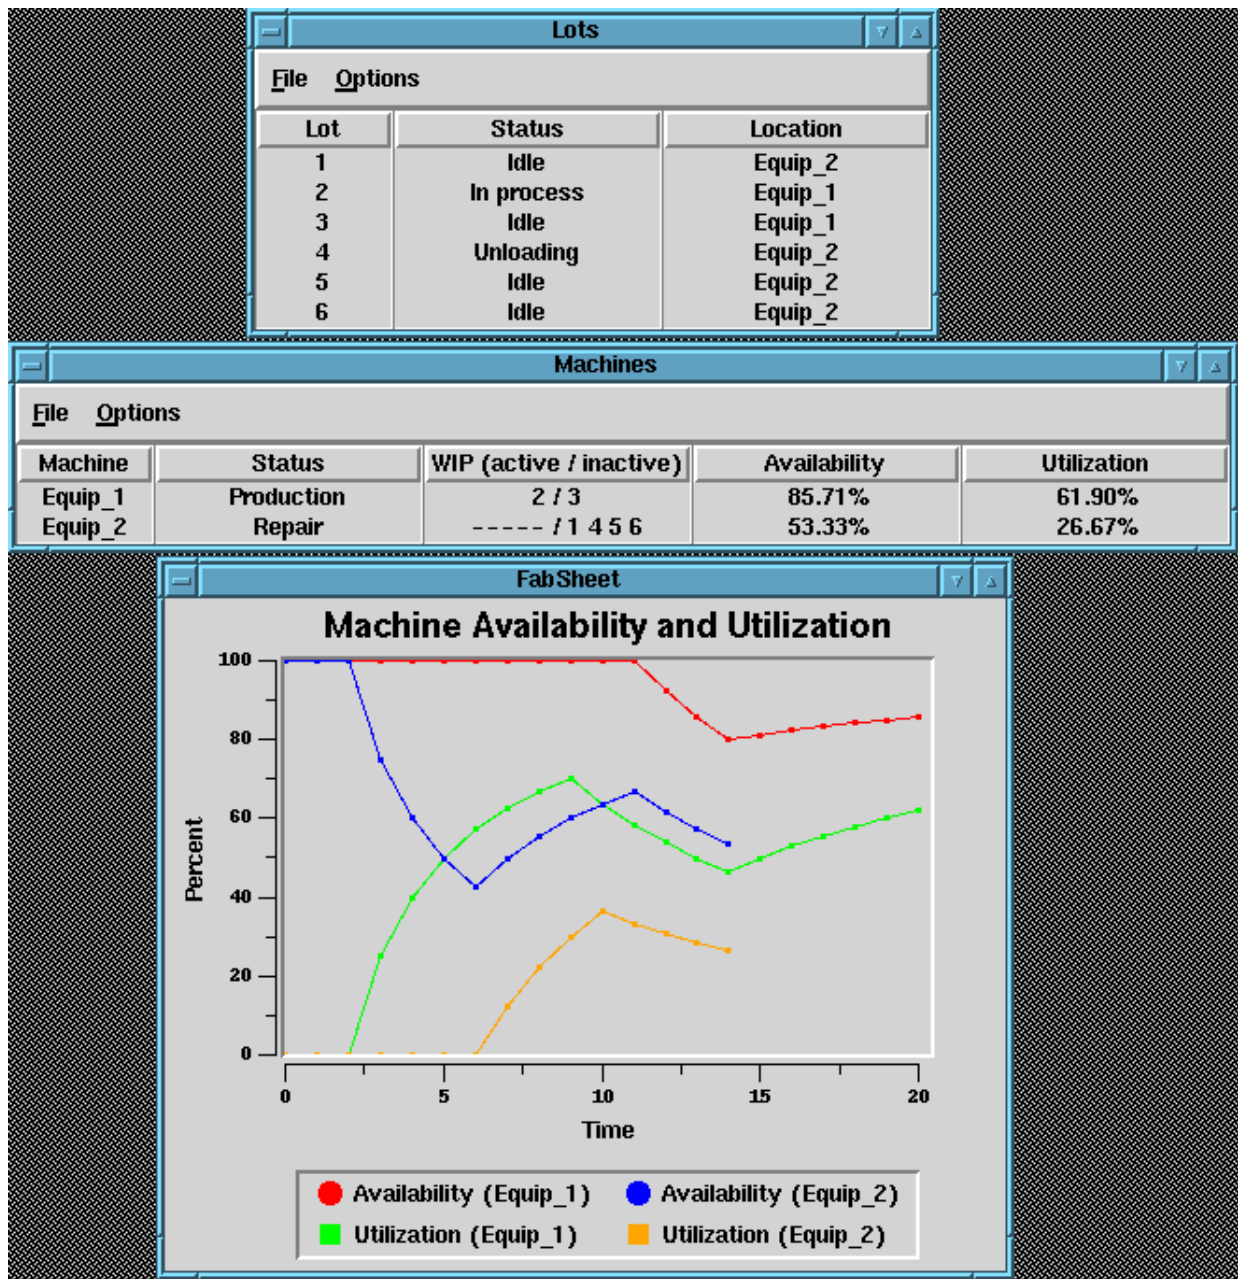 Lots
File Options
Lot Status Location
1 Idle Equip_2
2 In process Equip_1
3 Idle Equip_1
4 Unloading Equip_2
5 Idle Equip_2
6 Idle Equip_2
Machines
File Options
Machine Status WIP (active / inactive) Availability Utilization
Equip_1 Production 2 / 3 85.71% 61.90%
Equip_2 Repair ----- / 1 4 5 6 53.33% 26.67%
FabSheet
Machine Availability and Utilization
100
80
60
40
20
0
Percent
0 5 10 15 20
Time
Availability (Equip_1) Availability (Equip_2)
Utilization (Equip_1) Utilization (Equip_2)